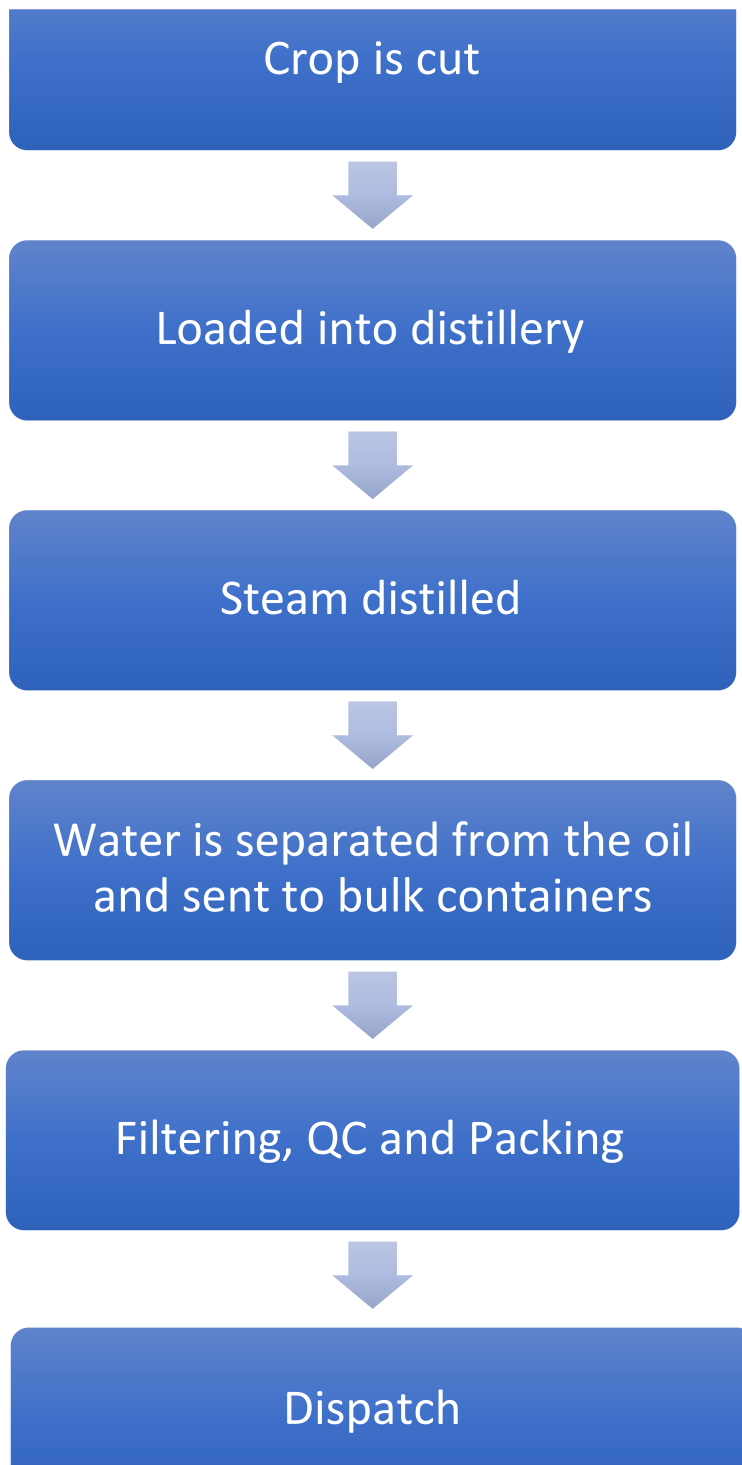 Crop is cut
Loaded into distillery
Steam distilled
Water is separated from the oil
and sent to bulk containers
Filtering, QC and Packing
Dispatch